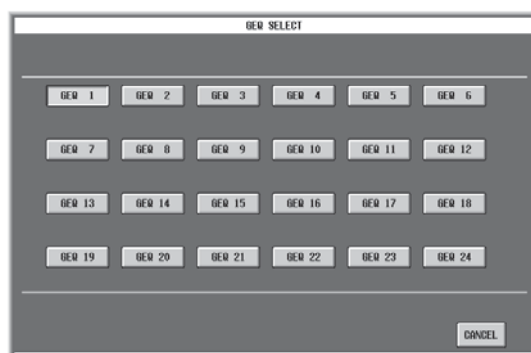 GEQ SELECT
GEQ 1 GEQ 2 GEQ 3 GEQ 4 GEQ 5 GEQ 6
GEQ 7 GEQ 8 GEQ 9 GEQ 10 GEQ 11 GEQ 12
GEQ 13 GEQ 14 GEQ 15 GEQ 16 GEQ 17 GEQ 18
GEQ 19 GEQ 20 GEQ 21 GEQ 22 GEQ 23 GEQ 24
CANCEL